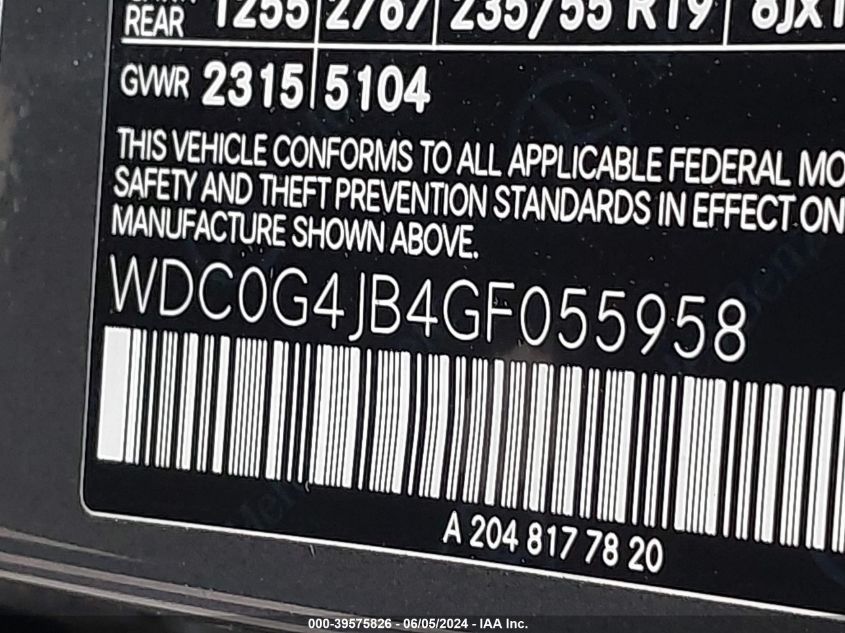 REAR 1255 2767 235/55 R19 8JX1
GVWR 2315 5104
THIS VEHICLE CONFORMS TO ALL APPLICABLE FEDERAL MO
SAFETY AND THEFT PREVENTION STANDARDS IN EFFECT ON
MANUFACTURE SHOWN ABOVE.
WDC0G4JB4GF055958
A 204 817 78 20
000-39575826 - 06/05/2024 - IAA Inc.